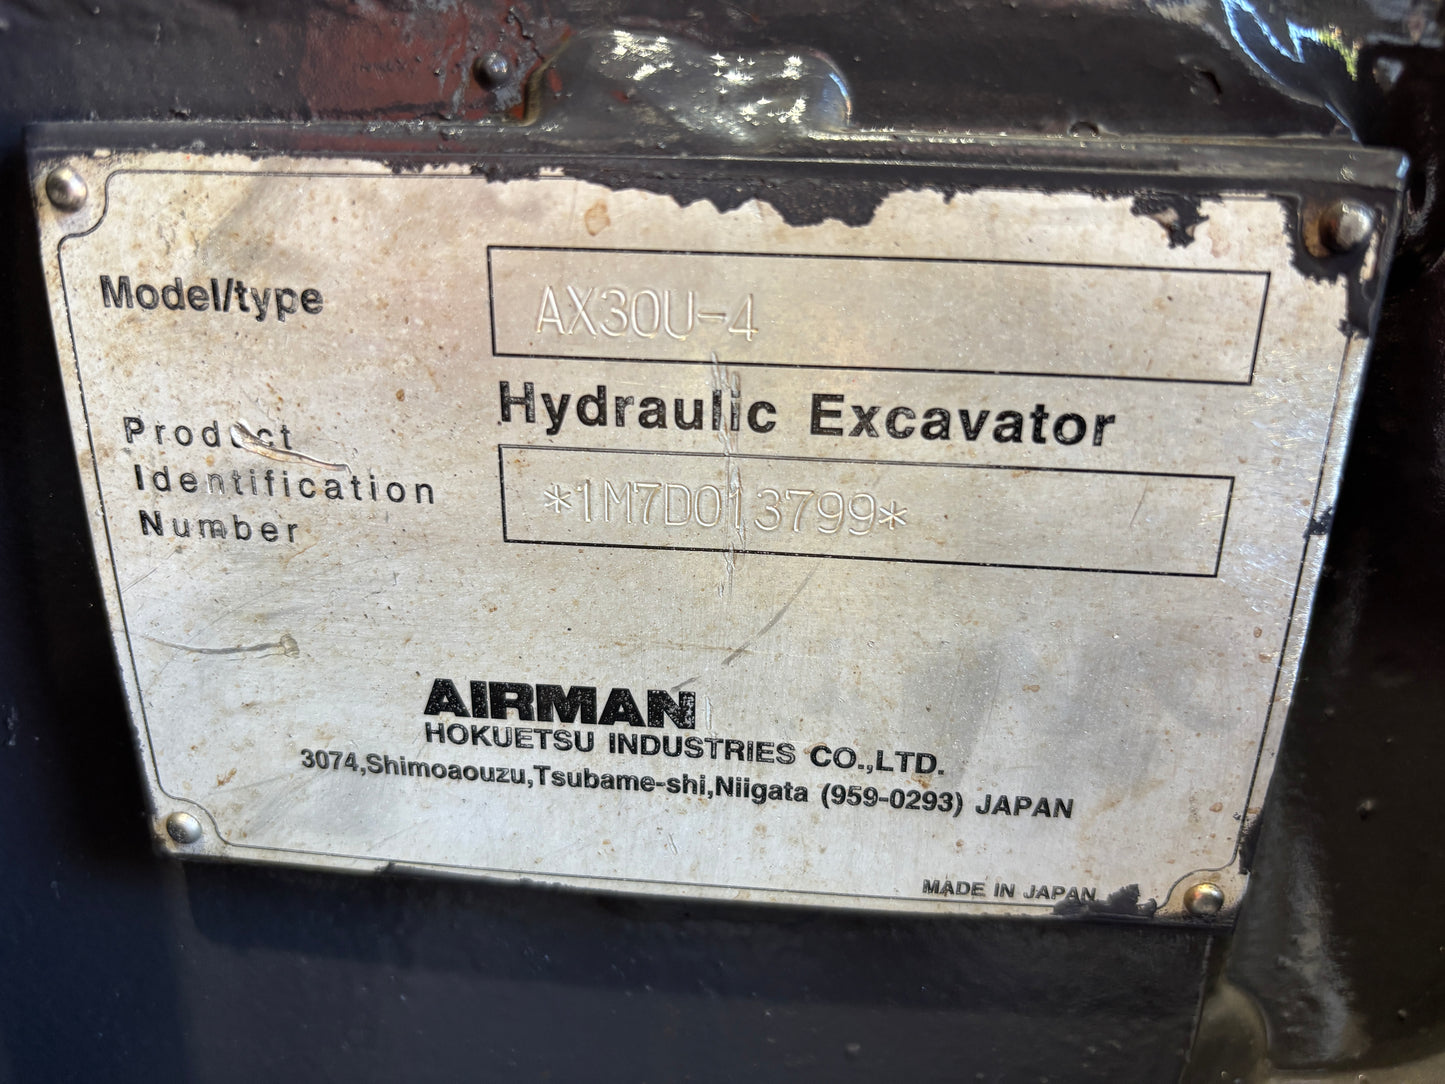 Model/type
AX30U-4
Hydraulic Excavator
Product
Identification
Number
*1M7D013799*
AIRMAN
HOKUETSU INDUSTRIES CO.,LTD.
3074,Shimoaouzu,Tsubame-shi,Niigata (959-0293) JAPAN
MADE IN JAPAN